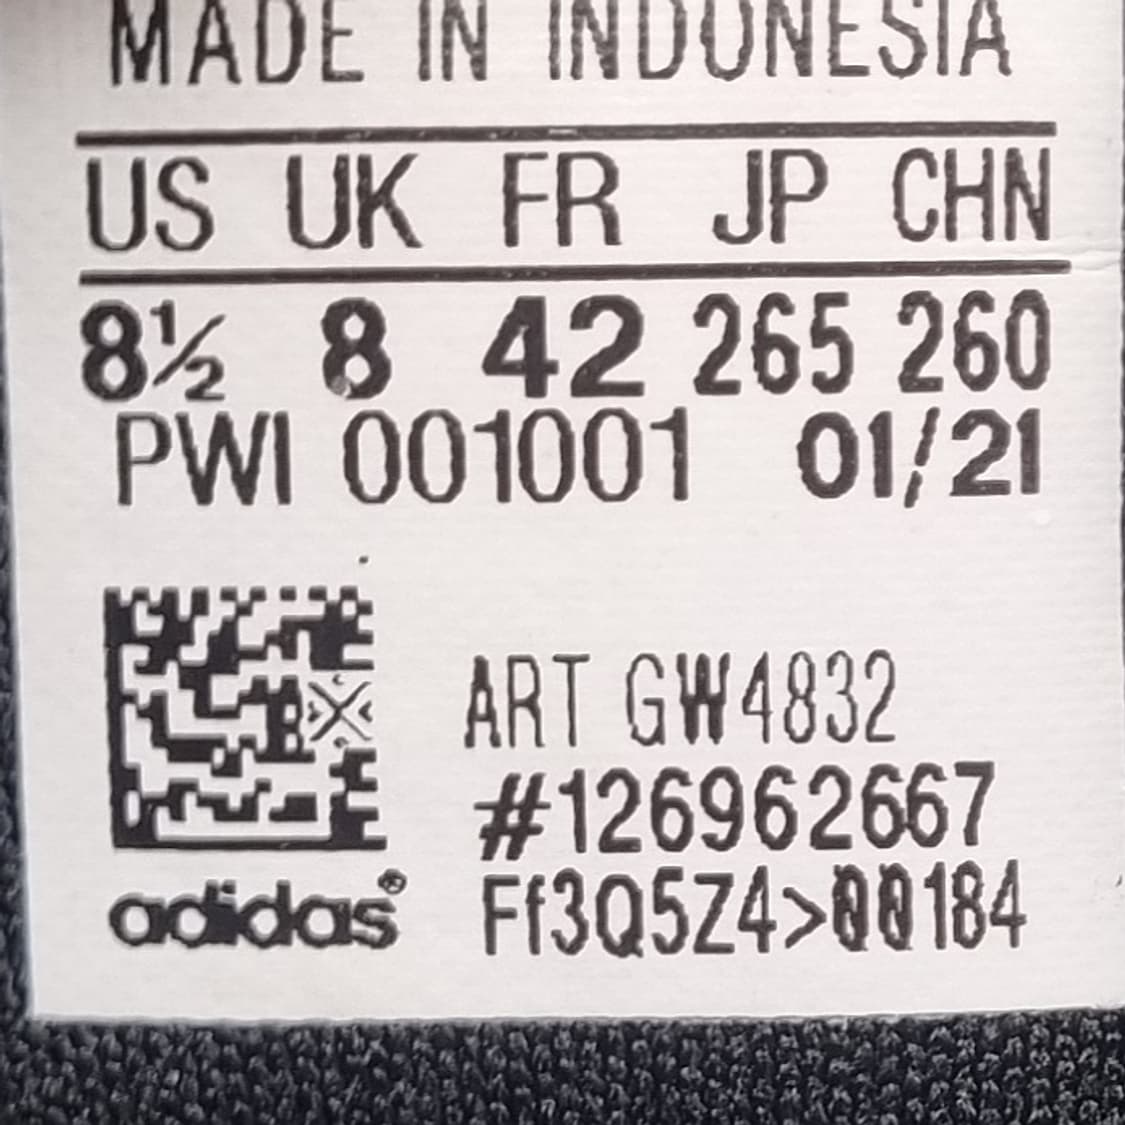 MADE IN INDONESIA
US UK FR JP CHN
8½ 8 42 265 260
PWI 001001 01/21
ART GW4832
#126962667
Ff3Q5Z4>00184
adidas®